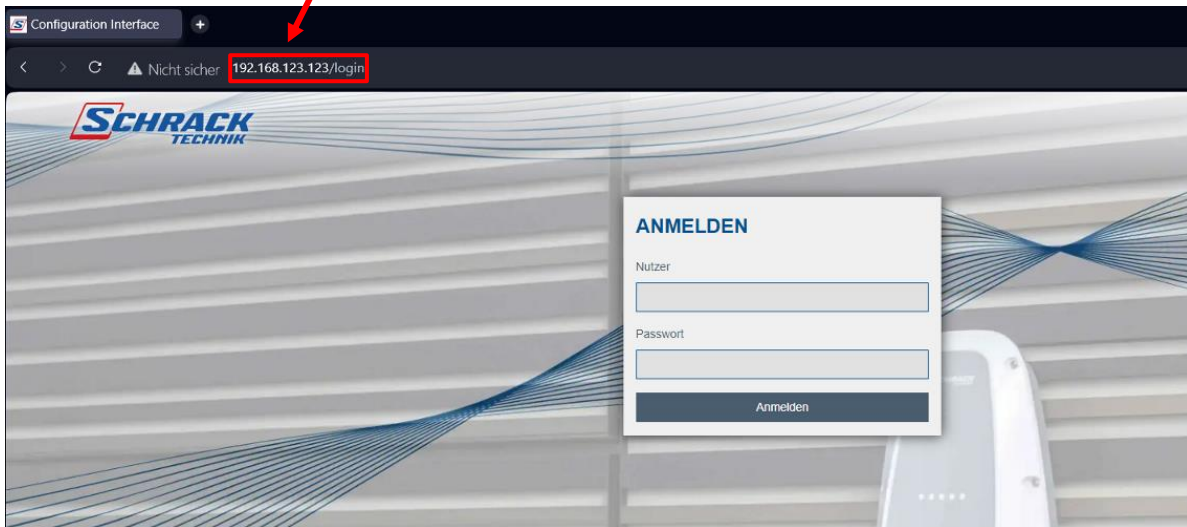 Configuration Interface
Nicht sicher 192.168.123.123/login
SCHRACK
TECHNIK
ANMELDEN
Nutzer
Passwort
Anmelden